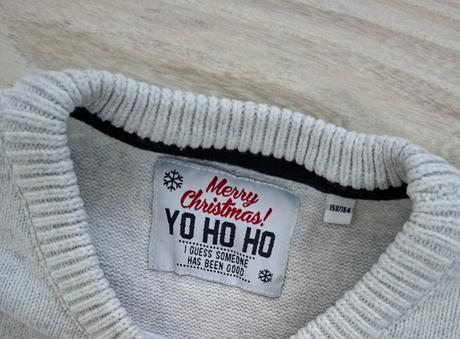 Merry
Christmas!
YO HO HO
I GUESS SOMEONE
HAS BEEN GOOD
158/164